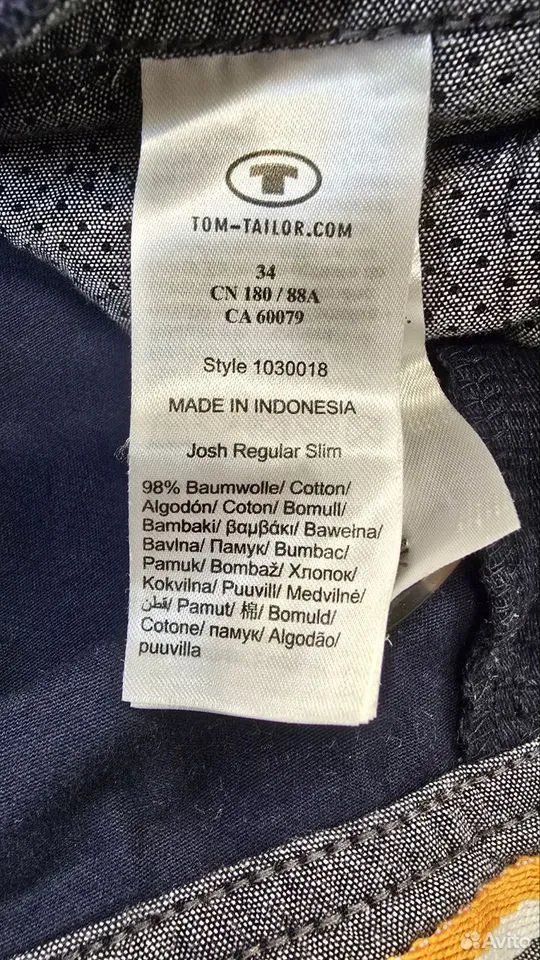 T
TOM-TAILOR.COM
34
CN 180 / 88A
CA 60079
Style 1030018
MADE IN INDONESIA
Josh Regular Slim
98% Baumwolle/ Cotton/
Algodón/ Coton/ Bomull/
Bambaki/ βαμβάκι/ Bawełna/
Bavlna/ Памук/ Bumbac/
Pamuk/ Bombaž/ Хлопок/
Kokvilna/ Puuvill/ Medvilnė/
قطن/ Pamut/ 棉/ Bomuld/
Cotone/ памук/ Algodão/
puuvilla
Avito